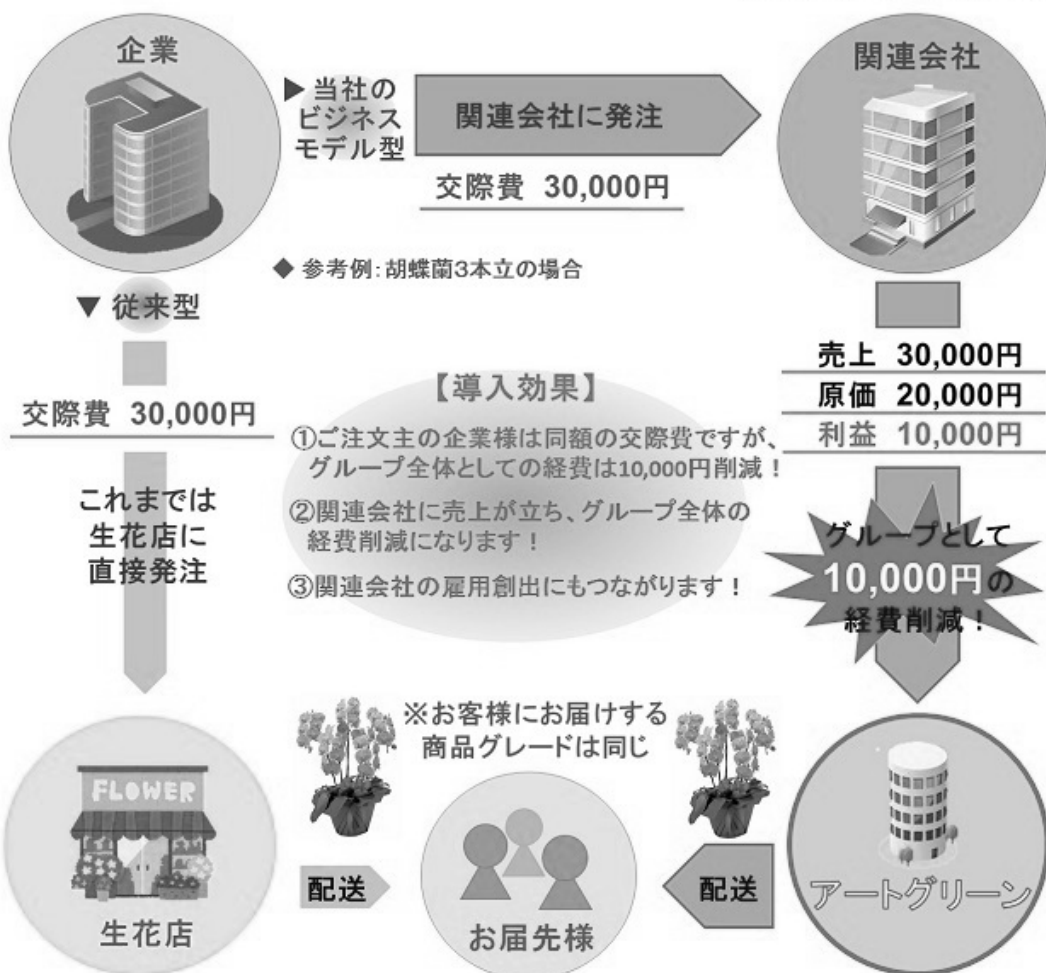 企業
▶当社の
ビジネス
モデル型
関連会社に発注
交際費 30,000円
関連会社
◆ 参考例:胡蝶蘭3本立の場合
▼ 従来型
交際費 30,000円
これまでは
生花店に
直接発注
売上 30,000円
原価 20,000円
利益 10,000円
【導入効果】
①ご注文主の企業様は同額の交際費ですが、
グループ全体としての経費は10,000円削減!
②関連会社に売上が立ち、グループ全体の
経費削減になります!
③関連会社の雇用創出にもつながります!
グループとして
10,000円の
経費削減!
※お客様にお届けする
商品グレードは同じ
FLOWER
生花店
配送
お届先様
配送
アートグリーン